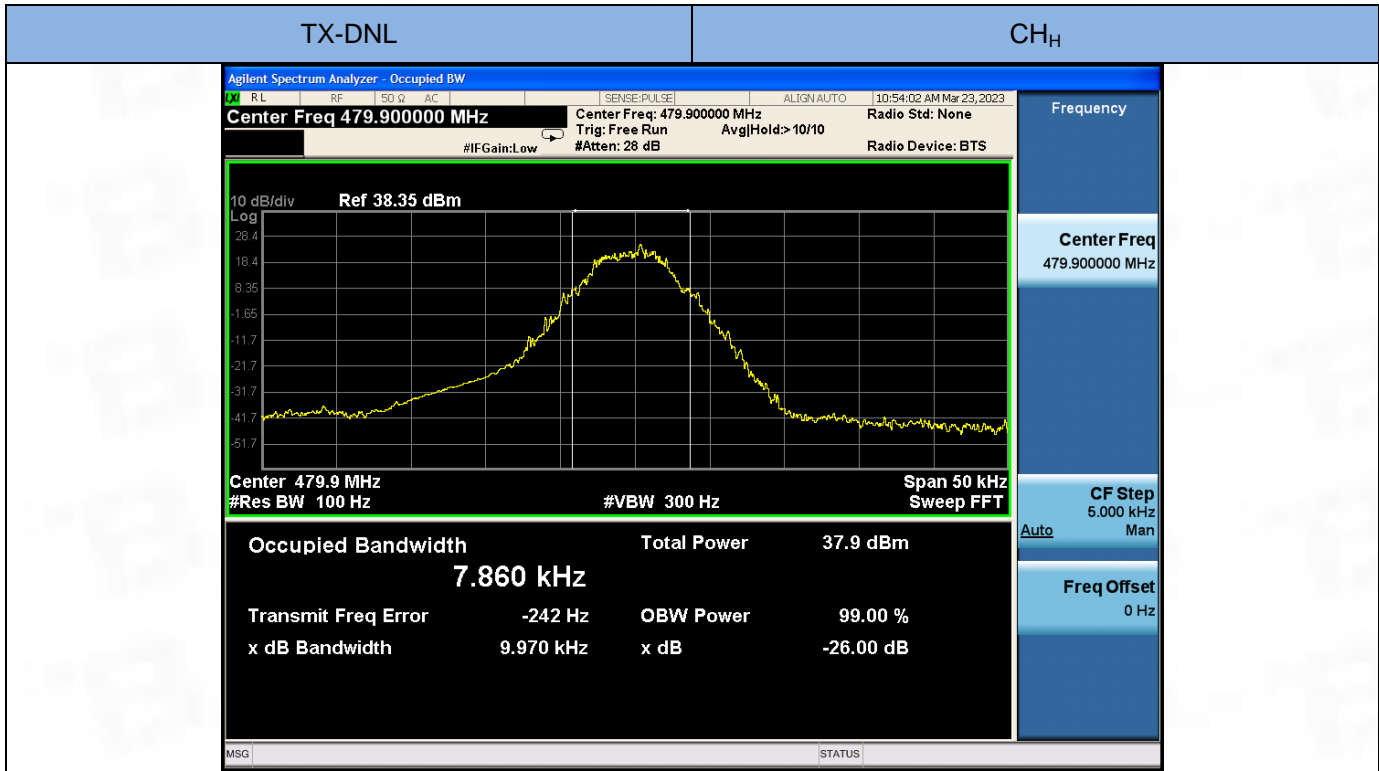 TX-DNL CH_H
Agilent Spectrum Analyzer - Occupied BW
LXI RL RF 50 Ω AC SENSE:PULSE ALIGN AUTO 10:54:02 AM Mar 23, 2023
Center Freq 479.900000 MHz
#IFGain:Low
Center Freq: 479.900000 MHz
Trig: Free Run Avg|Hold:> 10/10
#Atten: 28 dB
Radio Std: None
Radio Device: BTS
10 dB/div Ref 38.35 dBm
Log
28.4
18.4
8.35
-1.65
-11.7
-21.7
-31.7
-41.7
-51.7
Center 479.9 MHz Span 50 kHz
#Res BW 100 Hz #VBW 300 Hz Sweep FFT
Occupied Bandwidth Total Power 37.9 dBm
7.860 kHz
Transmit Freq Error -242 Hz OBW Power 99.00 %
x dB Bandwidth 9.970 kHz x dB -26.00 dB
MSG STATUS
Frequency
Center Freq
479.900000 MHz
CF Step
5.000 kHz
Auto Man
Freq Offset
0 Hz